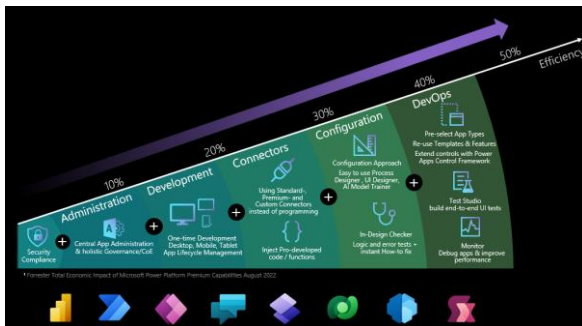 50%
Efficiency
40%
DevOps
30%
Configuration
20%
Connectors
10%
Development
Administration
Security
Compliance
Central App Administration
& holistic Governance/CoE
One-time Development
Desktop, Mobile, Tablet
App Lifecycle Management
Using Standard-,
Premium- and
Custom Connectors
instead of programming
Inject Pro-developed
code / functions
Configuration Approach
Easy to use Process
Designer, UI Designer,
AI Model Trainer
In-Design Checker
Logic and error tests +
instant How-to fix
Pre-select App Types
Re-use Templates & Features
Extend controls with Power
Apps Control Framework
Test Studio
build end-to-end UI tests
Monitor
Debug apps & improve
performance
Forrester Total Economic Impact of Microsoft Power Platform Premium Capabilities August 2022